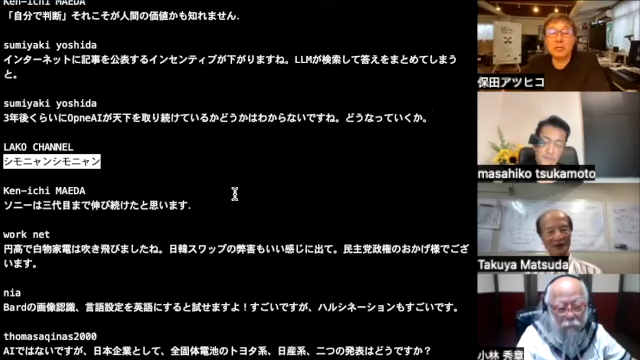 Ken-ichi MAEDA
「自分で判断」それこそが人間の価値かも知れません.
sumiyaki yoshida
インターネットに記事を公表するインセンティブが下がりますね。LLMが検索して答えをまとめてしまう
と。
sumiyaki yoshida
3年後くらいにOpneAIが天下を取り続けているかどうかはわからないですね。どうなっていくか。
LAKO CHANNEL
シモニャンシモニャン
Ken-ichi MAEDA
ソニーは三代目まで伸び続けたと思います.
work net
円高で白物家電は吹き飛びましたね。日韓スワップの弊害もいい感じに出て。民主党政権のおかげ様でござ
います。
nia
Bardの画像認識、言語設定を英語にすると試せますよ！すごいですが、ハルシネーションもすごいです。
thomasaqinas2000
AIではないですが、日本企業として、全固体電池のトヨタ系、日産系、二つの発表はどうですか？
保田アツヒコ
masahiko tsukamoto
Takuya Matsuda
小林 秀章